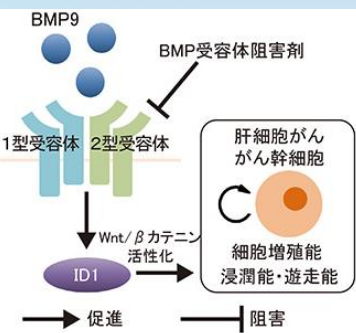 BMP9
BMP受容体阻害剤
1型受容体
2型受容体
肝細胞がん
がん幹細胞
Wnt/βカテニン
活性化
ID1
細胞増殖能
浸潤能・遊走能
促進
阻害